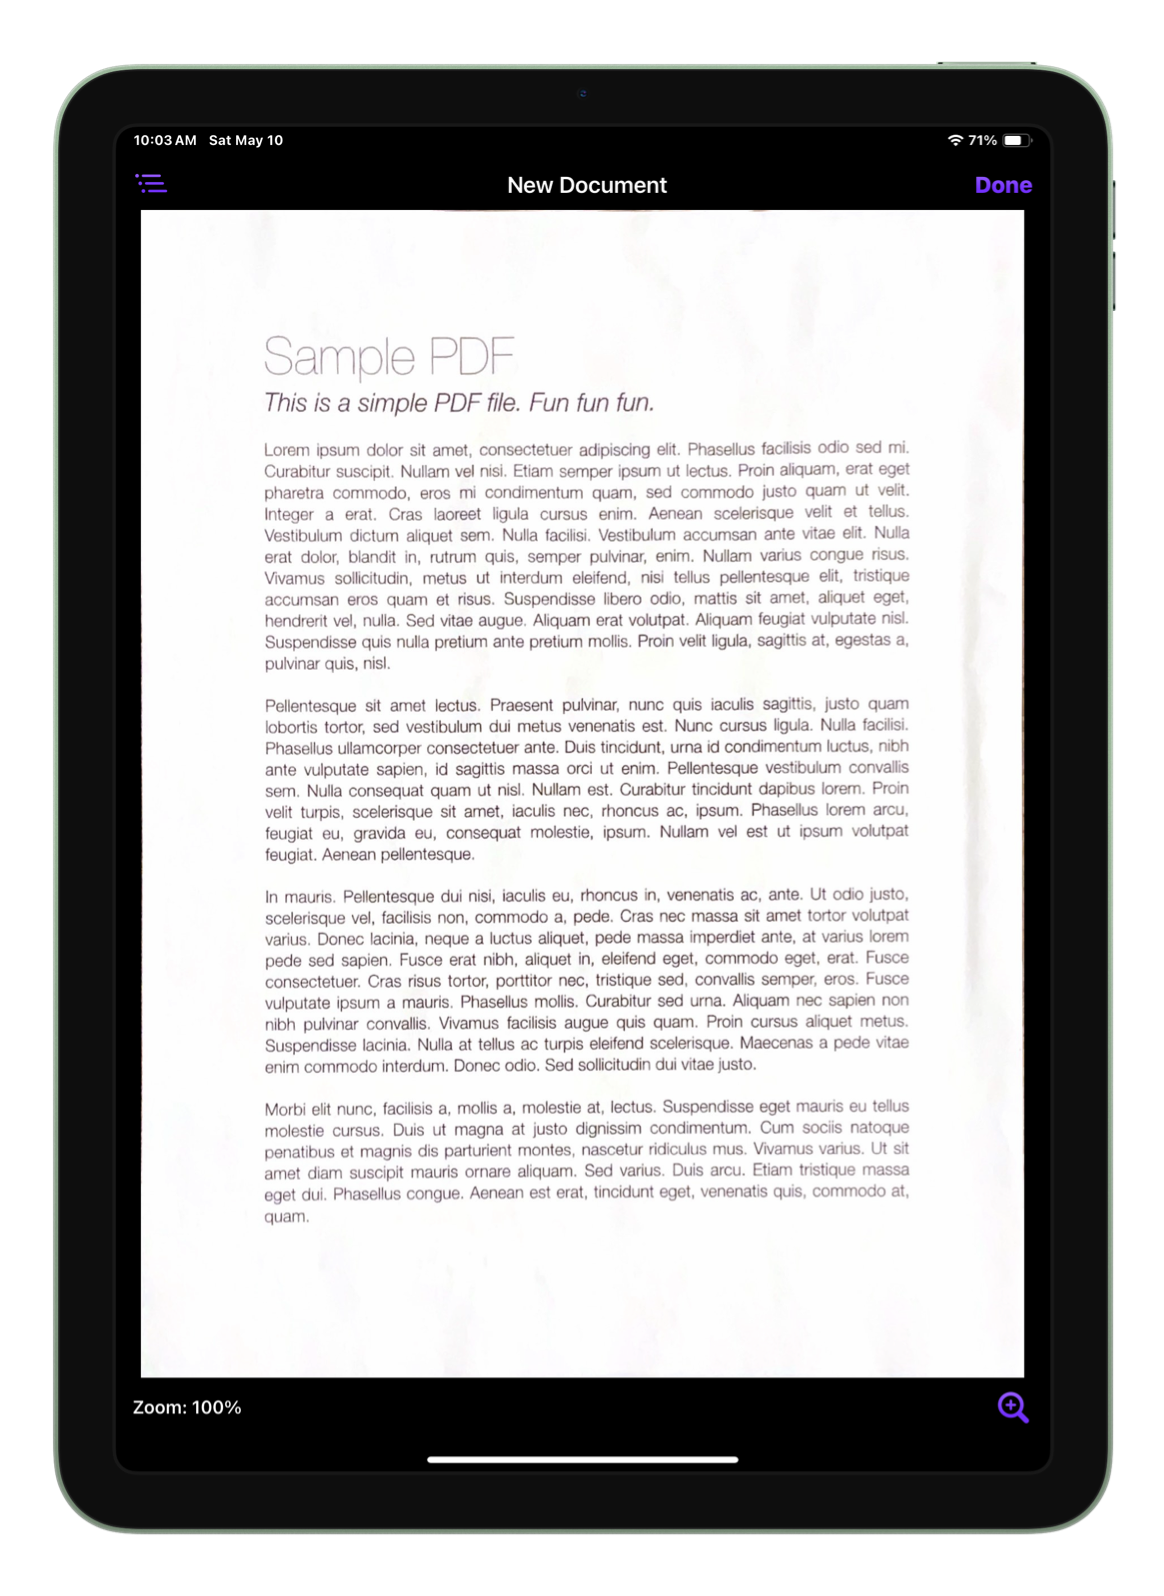 10:03 AM Sat May 10
71%
New Document
Done
Sample PDF
This is a simple PDF file. Fun fun fun.
Lorem ipsum dolor sit amet, consectetuer adipiscing elit. Phasellus facilisis odio sed mi.
Curabitur suscipit. Nullam vel nisi. Etiam semper ipsum ut lectus. Proin aliquam, erat eget
pharetra commodo, eros mi condimentum quam, sed commodo justo quam ut velit.
Integer a erat. Cras laoreet ligula cursus enim. Aenean scelerisque velit et tellus.
Vestibulum dictum aliquet sem. Nulla facilisi. Vestibulum accumsan ante vitae elit. Nulla
erat dolor, blandit in, rutrum quis, semper pulvinar, enim. Nullam varius congue risus.
Vivamus sollicitudin, metus ut interdum eleifend, nisi tellus pellentesque elit, tristique
accumsan eros quam et risus. Suspendisse libero odio, mattis sit amet, aliquet eget,
hendrerit vel, nulla. Sed vitae augue. Aliquam erat volutpat. Aliquam feugiat vulputate nisl.
Suspendisse quis nulla pretium ante pretium mollis. Proin velit ligula, sagittis at, egestas a,
pulvinar quis, nisl.
Pellentesque sit amet lectus. Praesent pulvinar, nunc quis iaculis sagittis, justo quam
lobortis tortor, sed vestibulum dui metus venenatis est. Nunc cursus ligula. Nulla facilisi.
Phasellus ullamcorper consectetuer ante. Duis tincidunt, urna id condimentum luctus, nibh
ante vulputate sapien, id sagittis massa orci ut enim. Pellentesque vestibulum convallis
sem. Nulla consequat quam ut nisl. Nullam est. Curabitur tincidunt dapibus lorem. Proin
velit turpis, scelerisque sit amet, iaculis nec, rhoncus ac, ipsum. Phasellus lorem arcu,
feugiat eu, gravida eu, consequat molestie, ipsum. Nullam vel est ut ipsum volutpat
feugiat. Aenean pellentesque.
In mauris. Pellentesque dui nisi, iaculis eu, rhoncus in, venenatis ac, ante. Ut odio justo,
scelerisque vel, facilisis non, commodo a, pede. Cras nec massa sit amet tortor volutpat
varius. Donec lacinia, neque a luctus aliquet, pede massa imperdiet ante, at varius lorem
pede sed sapien. Fusce erat nibh, aliquet in, eleifend eget, commodo eget, erat. Fusce
consectetuer. Cras risus tortor, porttitor nec, tristique sed, convallis semper, eros. Fusce
vulputate ipsum a mauris. Phasellus mollis. Curabitur sed urna. Aliquam nec sapien non
nibh pulvinar convallis. Vivamus facilisis augue quis quam. Proin cursus aliquet metus.
Suspendisse lacinia. Nulla at tellus ac turpis eleifend scelerisque. Maecenas a pede vitae
enim commodo interdum. Donec odio. Sed sollicitudin dui vitae justo.
Morbi elit nunc, facilisis a, mollis a, molestie at, lectus. Suspendisse eget mauris eu tellus
molestie cursus. Duis ut magna at justo dignissim condimentum. Cum sociis natoque
penatibus et magnis dis parturient montes, nascetur ridiculus mus. Vivamus varius. Ut sit
amet diam suscipit mauris ornare aliquam. Sed varius. Duis arcu. Etiam tristique massa
eget dui. Phasellus congue. Aenean est erat, tincidunt eget, venenatis quis, commodo at,
quam.
Zoom: 100%